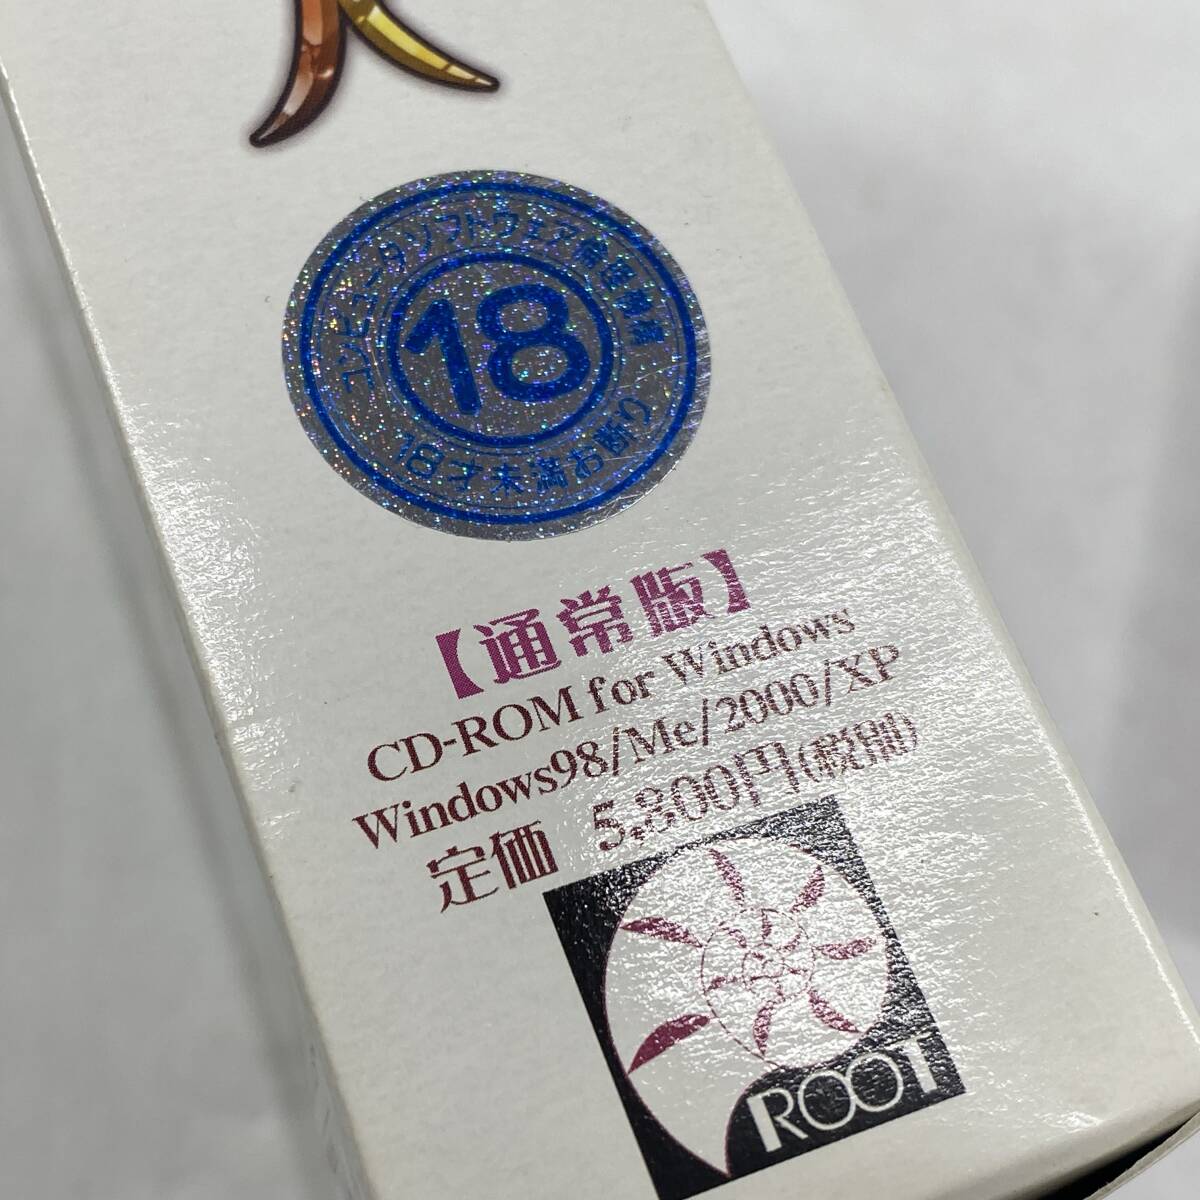 コンピュータソフトウェア倫理機構
18
18才未満お断り
【通常版】
CD-ROM for Windows
Windows98/Me/2000/XP
定価 5,800円(税別)
ROOT